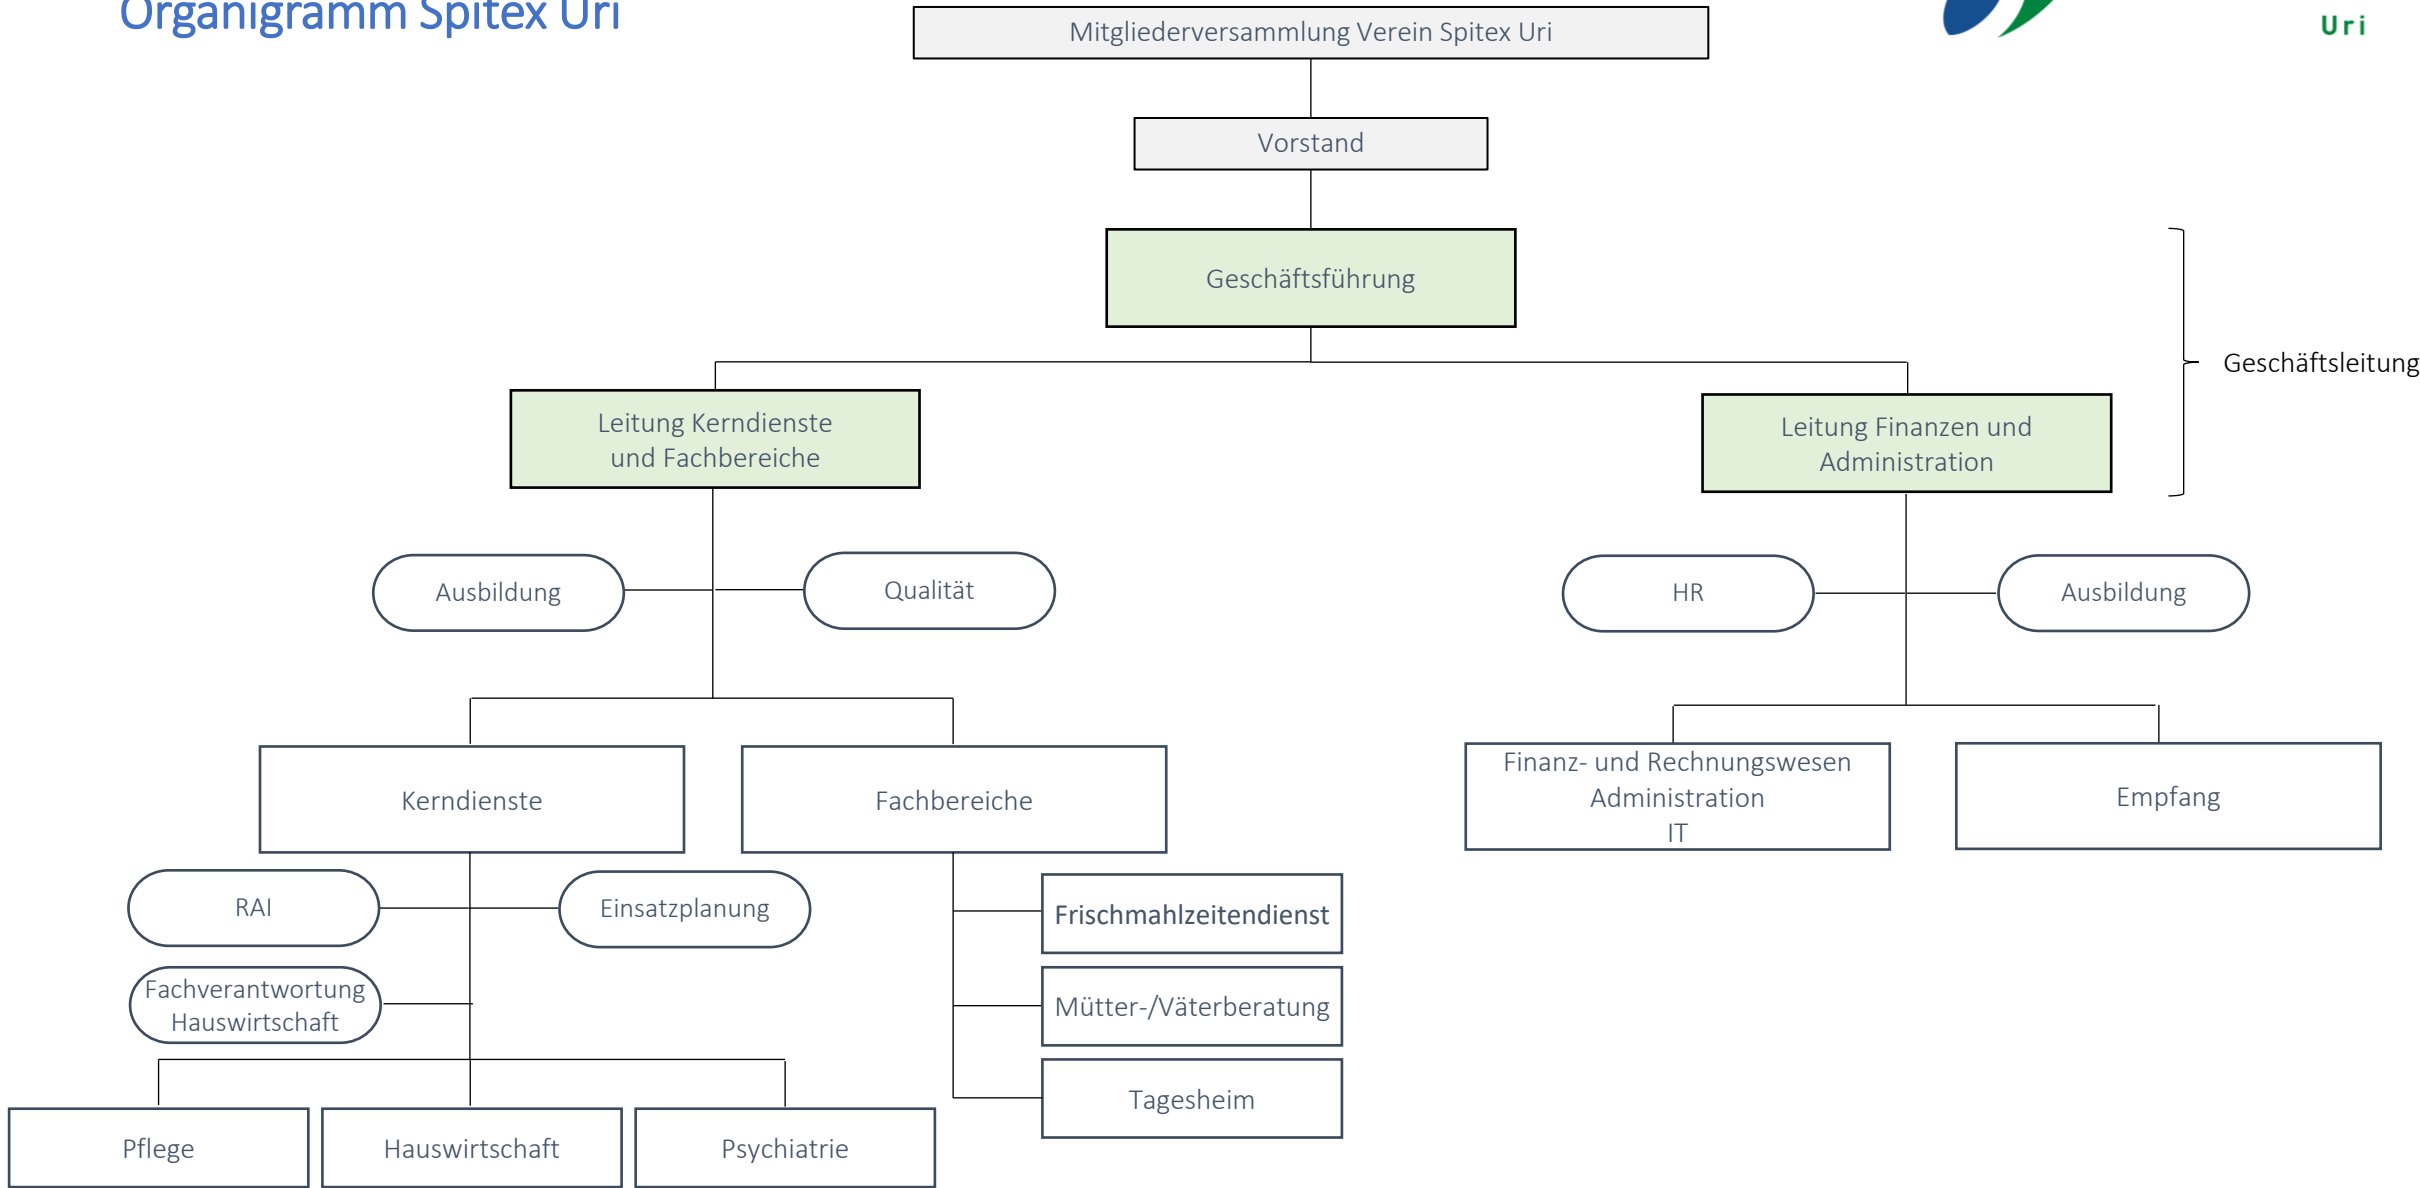 Organigramm Spitex Uri
Uri
Mitgliederversammlung Verein Spitex Uri
Vorstand
Geschäftsführung
Geschäftsleitung
Leitung Kerndienste
und Fachbereiche
Leitung Finanzen und
Administration
Ausbildung
Qualität
HR
Ausbildung
Kerndienste
Fachbereiche
Finanz- und Rechnungswesen
Administration
IT
Empfang
RAI
Einsatzplanung
Frischmahlzeitendienst
Fachverantwortung
Hauswirtschaft
Mütter-/Väterberatung
Tagesheim
Pflege
Hauswirtschaft
Psychiatrie